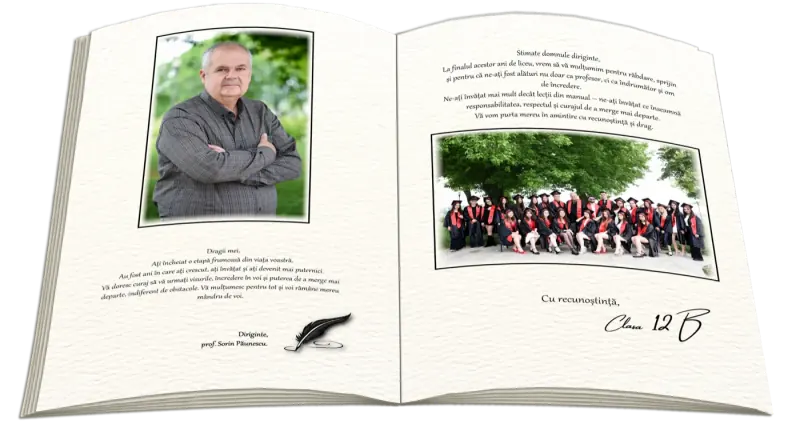 Dragii mei,
Ați încheiat o etapă frumoasă din viața voastră.
Au fost ani în care ați crescut, ați învățat și ați devenit mai puternici.
Vă doresc curaj să vă urmați visurile, încredere în voi și puterea de a merge mai
departe, indiferent de obstacole. Vă mulțumesc pentru tot și voi rămâne mereu
mândru de voi.
Diriginte,
prof. Sorin Păunescu.
Stimate domnule diriginte,
La finalul acestor ani de liceu, vrem să vă mulțumim pentru răbdare, sprijin
și pentru că ne-ați fost alături nu doar ca profesor, ci ca îndrumător și om
de încredere.
Ne-ați învățat mai mult decât lecții din manual – ne-ați învățat ce înseamnă
responsabilitatea, respectul și curajul de a merge mai departe.
Vă vom purta mereu în amintire cu recunoștință și drag.
Cu recunoștință,
Clasa 12 B